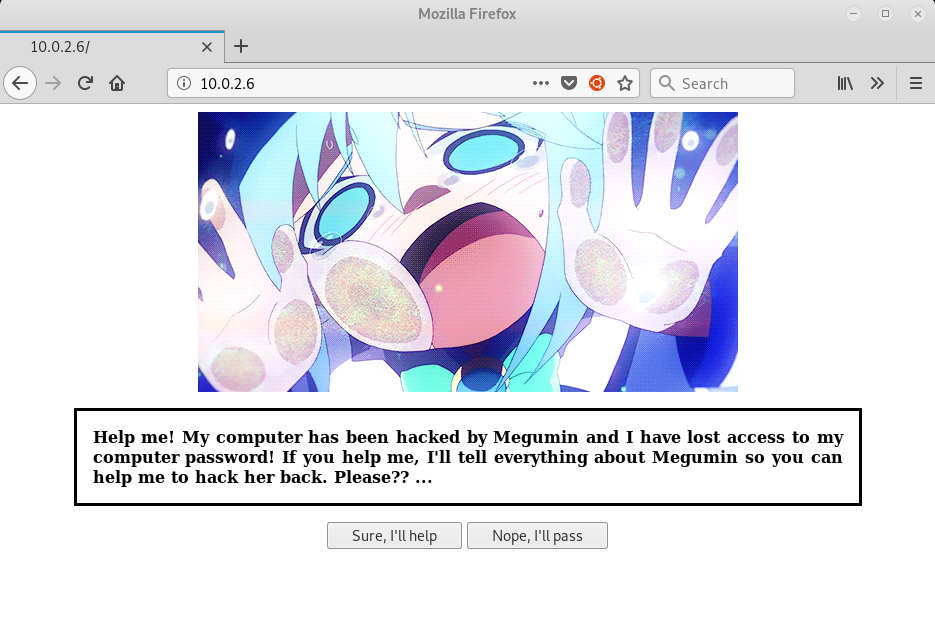 Mozilla Firefox
10.0.2.6/
10.0.2.6
Search
Help me! My computer has been hacked by Megumin and I have lost access to my
computer password! If you help me, I'll tell everything about Megumin so you can
help me to hack her back. Please?? ...
Sure, I'll help
Nope, I'll pass